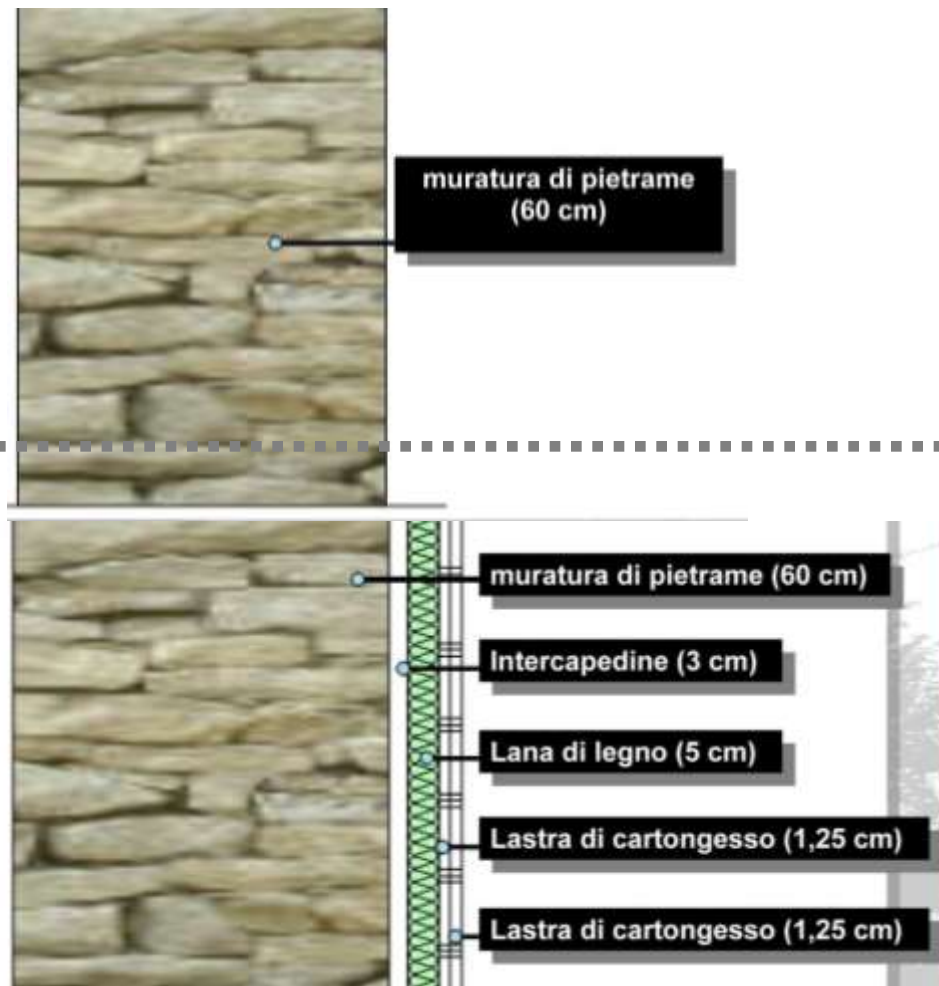 muratura di pietrame
(60 cm)
muratura di pietrame (60 cm)
Intercapedine (3 cm)
Lana di legno (5 cm)
Lastra di cartongesso (1,25 cm)
Lastra di cartongesso (1,25 cm)